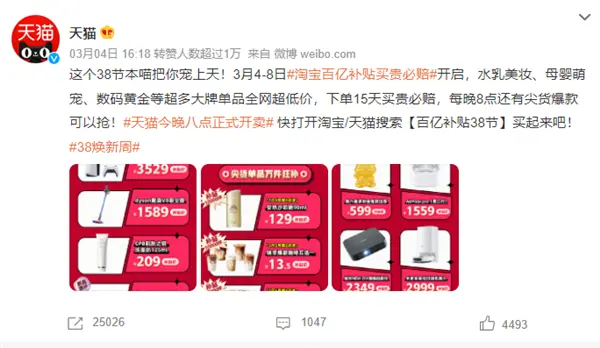 天猫
天猫
03月04日 16:18 转赞人数超过1万 来自 微博 weibo.com
这个38节本喵把你宠上天！3月4-8日#淘宝百亿补贴买贵必赔#开启，水乳美妆、母婴萌
宠、数码黄金等超多大牌单品全网超低价，下单15天买贵必赔，每晚8点还有尖货爆款
可以抢！#天猫今晚八点正式开卖# 快打开淘宝/天猫搜索【百亿补贴38节】买起来吧！
#38焕新周#
3529
1589
209
尖货单品万件狂补
129
13.5
599
1559
2349
2999
25026
1047
4493